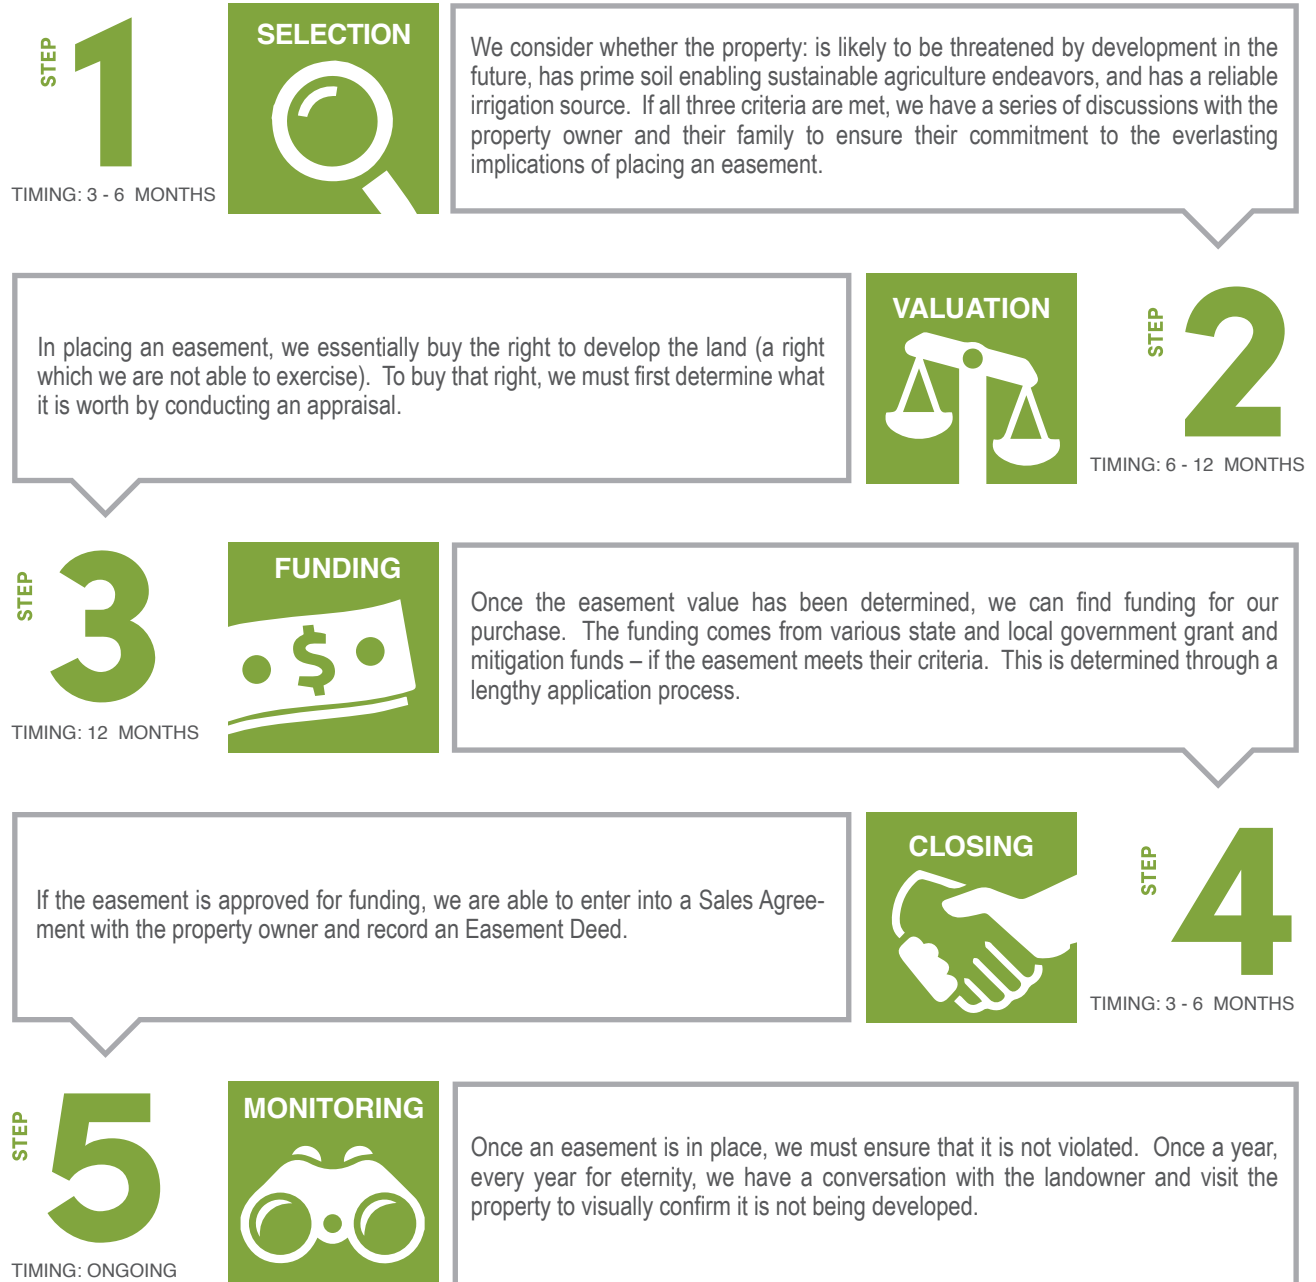 STEP
1
TIMING: 3 - 6 MONTHS
SELECTION
We consider whether the property: is likely to be threatened by development in the
future, has prime soil enabling sustainable agriculture endeavors, and has a reliable
irrigation source. If all three criteria are met, we have a series of discussions with the
property owner and their family to ensure their commitment to the everlasting
implications of placing an easement.
In placing an easement, we essentially buy the right to develop the land (a right
which we are not able to exercise). To buy that right, we must first determine what
it is worth by conducting an appraisal.
VALUATION
STEP
2
TIMING: 6 - 12 MONTHS
STEP
3
TIMING: 12 MONTHS
FUNDING
$
Once the easement value has been determined, we can find funding for our
purchase. The funding comes from various state and local government grant and
mitigation funds – if the easement meets their criteria. This is determined through a
lengthy application process.
If the easement is approved for funding, we are able to enter into a Sales Agree-
ment with the property owner and record an Easement Deed.
CLOSING
STEP
4
TIMING: 3 - 6 MONTHS
STEP
5
TIMING: ONGOING
MONITORING
Once an easement is in place, we must ensure that it is not violated. Once a year,
every year for eternity, we have a conversation with the landowner and visit the
property to visually confirm it is not being developed.